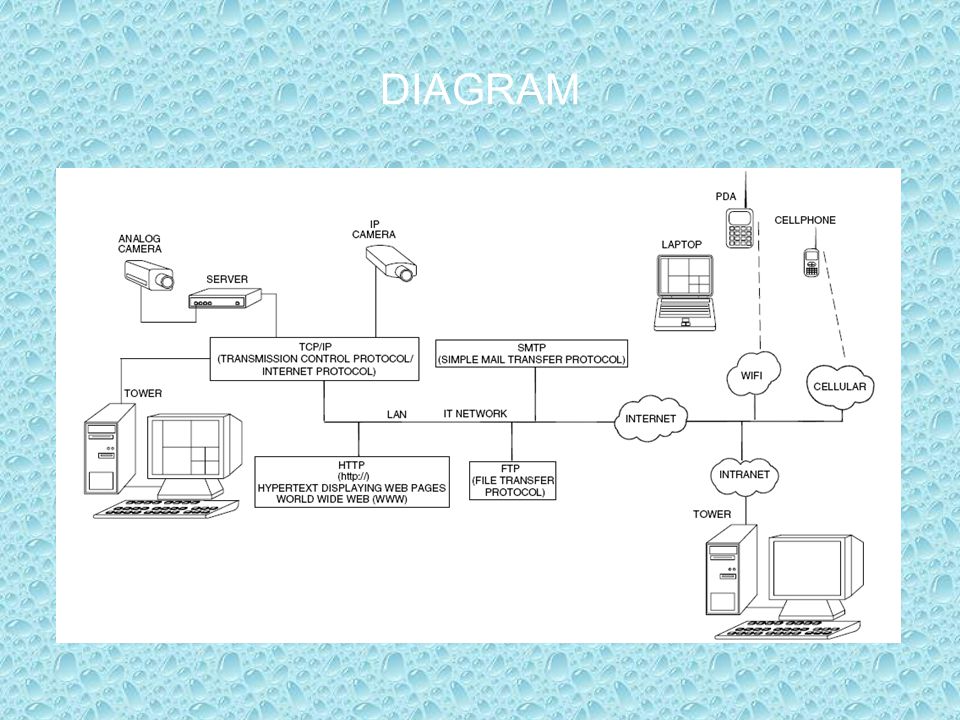 DIAGRAM
PDA
CELLPHONE
IP
CAMERA
ANALOG
CAMERA
LAPTOP
SERVER
TCP/IP
(TRANSMISSION CONTROL PROTOCOL/
INTERNET PROTOCOL)
SMTP
(SIMPLE MAIL TRANSFER PROTOCOL)
WIFI
CELLULAR
TOWER
LAN
IT NETWORK
INTERNET
HTTP
(http://)
HYPERTEXT DISPLAYING WEB PAGES
WORLD WIDE WEB (WWW)
FTP
(FILE TRANSFER
PROTOCOL)
INTRANET
TOWER